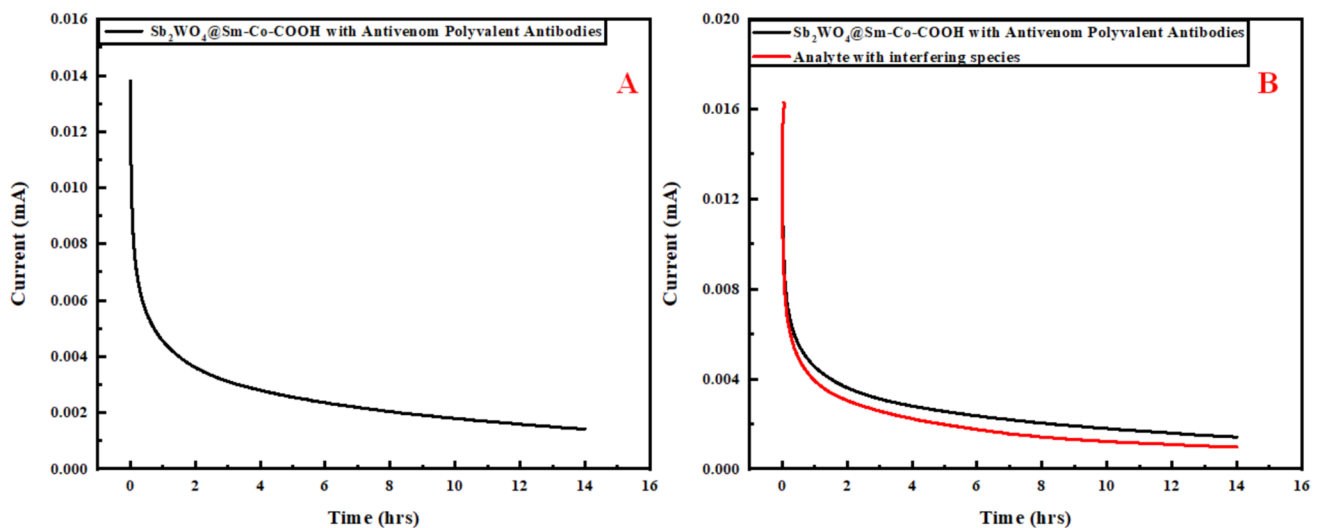 Sb₂WO₄@Sm-Co-COOH with Antivenom Polyvalent Antibodies
A
0.016
0.014
0.012
0.010
0.008
0.006
0.004
0.002
0.000
Current (mA)
0 2 4 6 8 10 12 14 16
Time (hrs)
Sb₂WO₄@Sm-Co-COOH with Antivenom Polyvalent Antibodies
Analyte with interfering species
B
0.020
0.016
0.012
0.008
0.004
0.000
Current (mA)
0 2 4 6 8 10 12 14 16
Time (hrs)